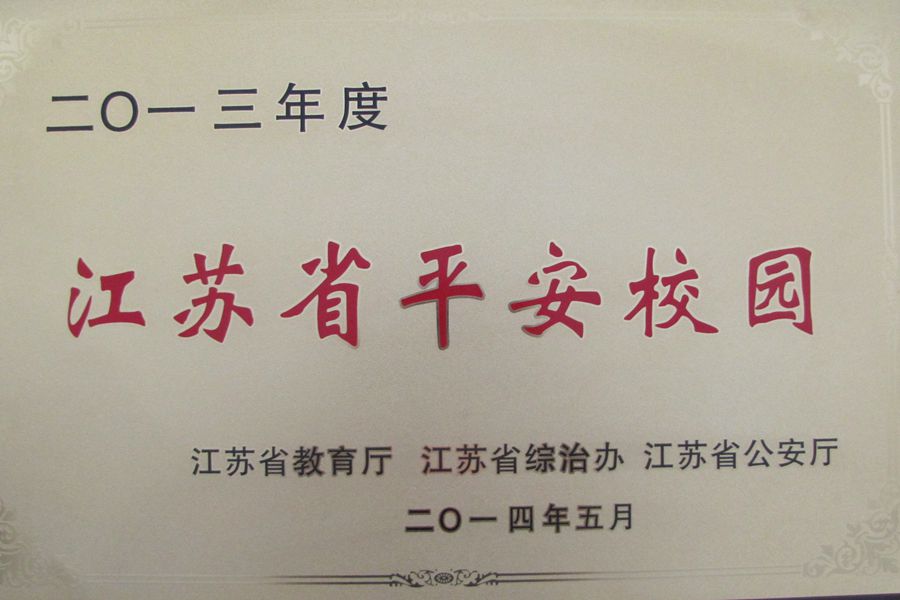 二〇一三年度
江苏省平安校园
江苏省教育厅 江苏省综治办 江苏省公安厅
二〇一四年五月